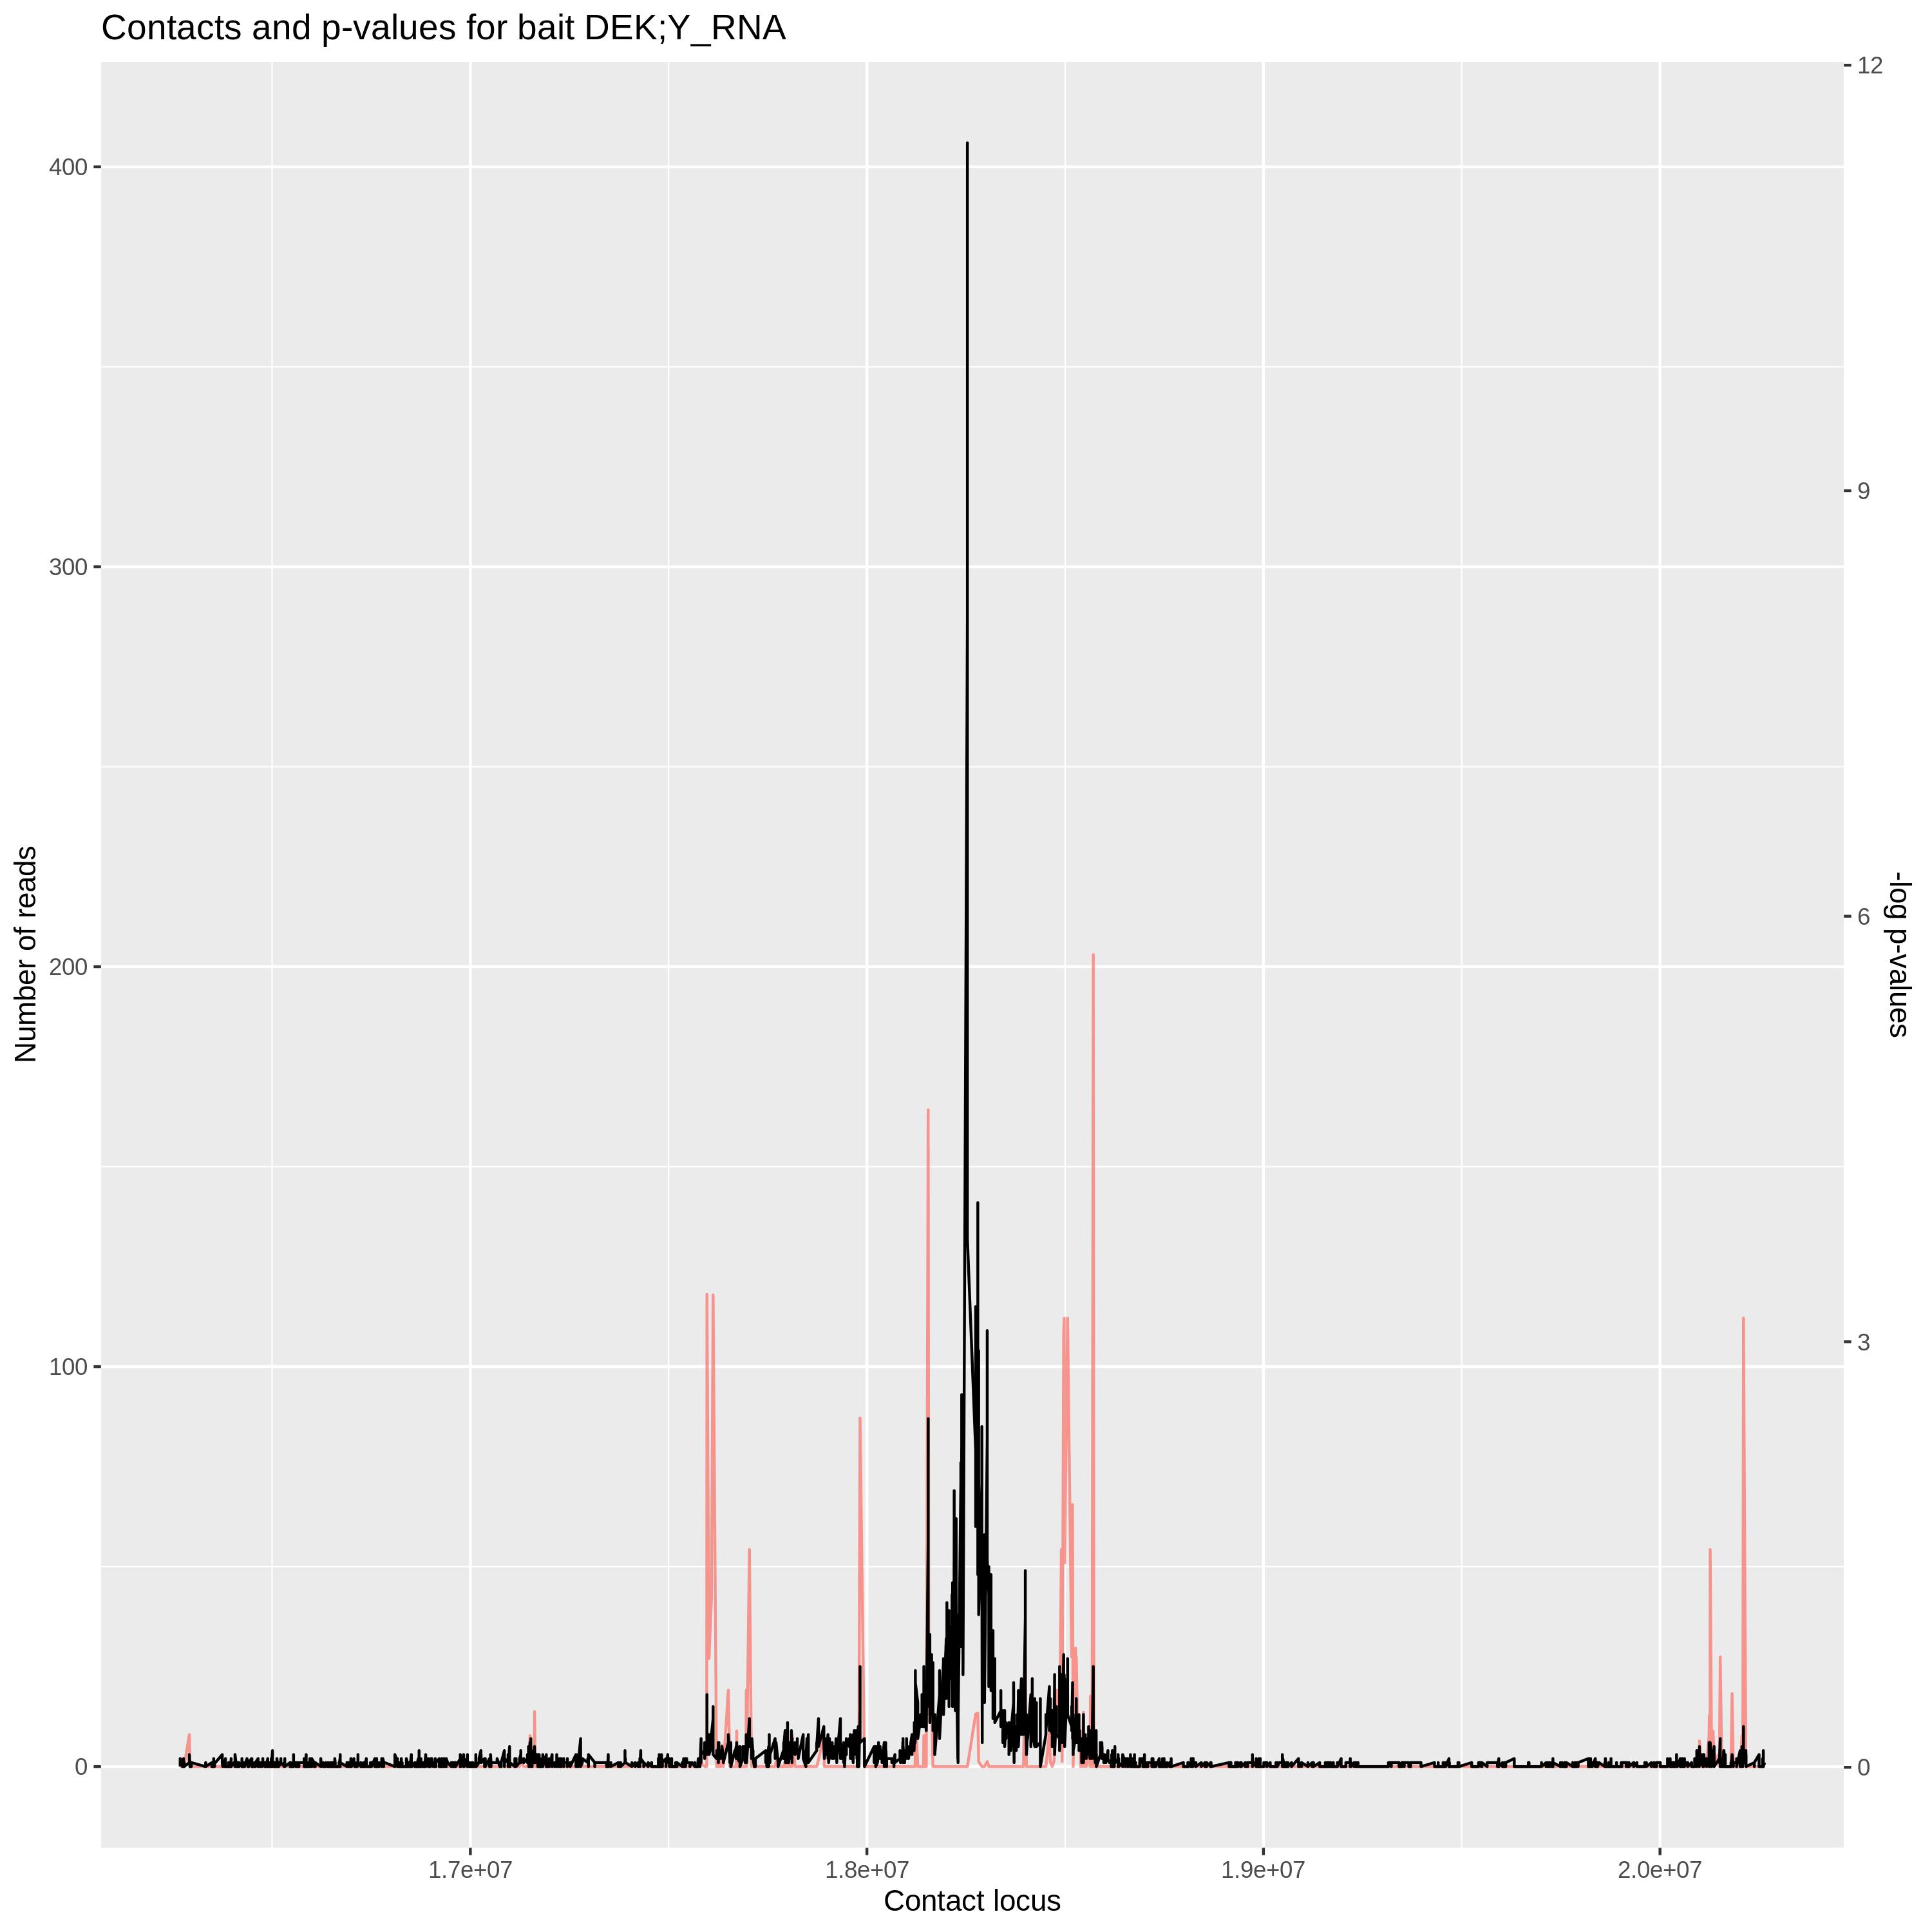 Contacts and p-values for bait DEK;Y_RNA
Number of reads
400
300
200
100
0
12
9
6
3
0
-log p-values
1.7e+07
1.8e+07
1.9e+07
2.0e+07
Contact locus